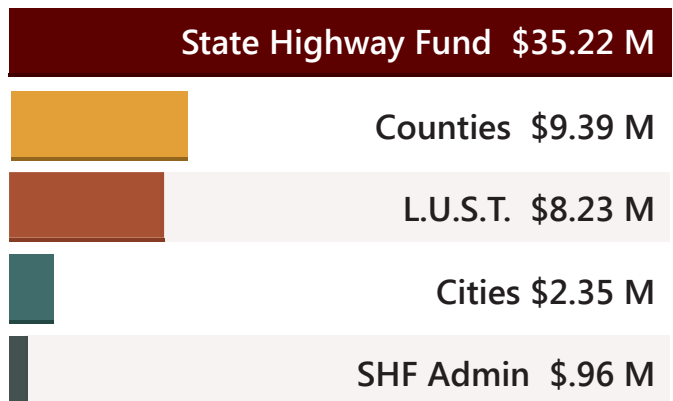 State Highway Fund $35.22 M
Counties $9.39 M
L.U.S.T. $8.23 M
Cities $2.35 M
SHF Admin $.96 M